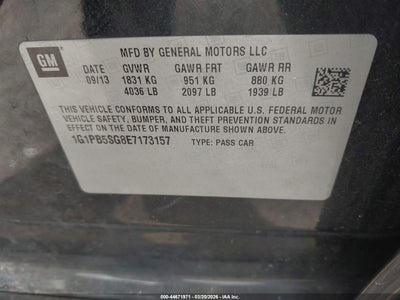 GM
MFD BY GENERAL MOTORS LLC
DATE GVWR GAWR FRT GAWR RR
09/13 1831 KG 951 KG 880 KG
4036 LB 2097 LB 1939 LB
THIS VEHICLE CONFORMS TO ALL APPLICABLE U.S. FEDERAL MOTOR
VEHICLE SAFETY, BUMPER, AND THEFT PREVENTION STANDARDS
IN EFFECT ON THE DATE OF MANUFACTURE SHOWN ABOVE.
1G1PB5SG8E7173157 TYPE: PASS CAR
000-44671971 - 03/20/2026 - IAA Inc.